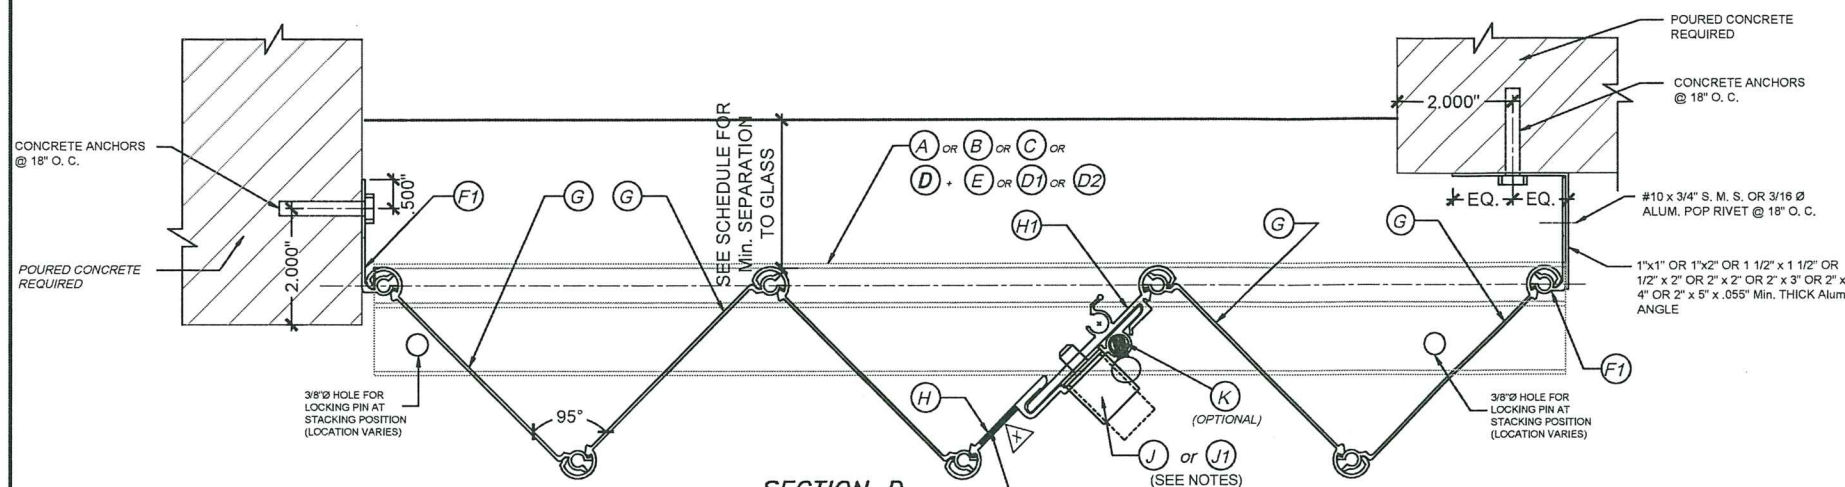 POURED CONCRETE
REQUIRED
CONCRETE ANCHORS
@ 18" O. C.
2.000"
CONCRETE ANCHORS
@ 18" O. C.
SEE SCHEDULE FOR
Min. SEPARATION
TO GLASS
A OR B OR C OR
D + E OR D1 OR D2
.500"
F1
G
G
H1
G
G
EQ. EQ.
#10 x 3/4" S. M. S. OR 3/16 Ø
ALUM. POP RIVET @ 18" O. C.
POURED CONCRETE
REQUIRED
2.000"
1"x1" OR 1"x2" OR 1 1/2" x 1 1/2" OR
1/2" x 2" OR 2" x 2" OR 2" x 3" OR 2" x
4" OR 2" x 5" x .055" Min. THICK Alum
ANGLE
F1
3/8"Ø HOLE FOR
LOCKING PIN AT
STACKING POSITION
(LOCATION VARIES)
95°
H
X
K
(OPTIONAL)
3/8"Ø HOLE FOR
LOCKING PIN AT
STACKING POSITION
(LOCATION VARIES)
J or J1
(SEE NOTES)